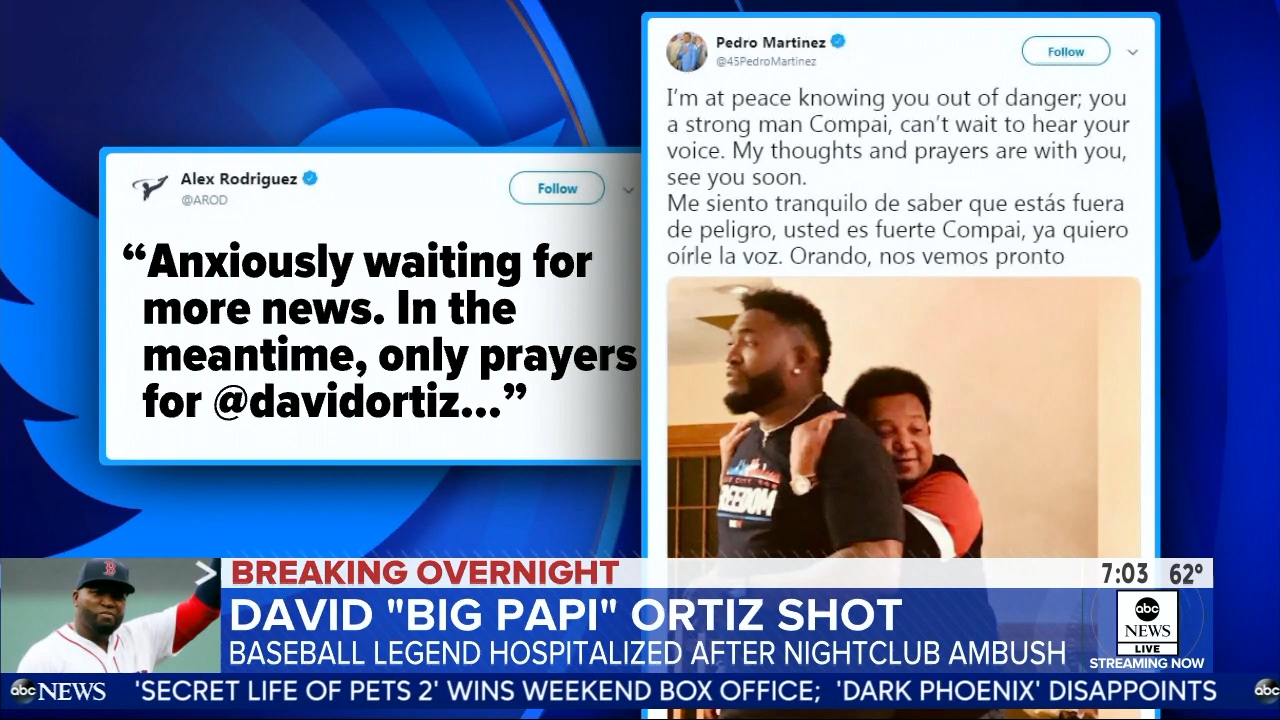 Alex Rodriguez
@AROD
Follow
“Anxiously waiting for
more news. In the
meantime, only prayers
for @davidortiz...”
Pedro Martinez
@45PedroMartinez
Follow
I’m at peace knowing you out of danger; you
a strong man Compai, can’t wait to hear your
voice. My thoughts and prayers are with you,
see you soon.
Me siento tranquilo de saber que estás fuera
de peligro, usted es fuerte Compai, ya quiero
oírle la voz. Orando, nos vemos pronto
BREAKING OVERNIGHT
7:03 62°
DAVID "BIG PAPI" ORTIZ SHOT
BASEBALL LEGEND HOSPITALIZED AFTER NIGHTCLUB AMBUSH
abc
NEWS
LIVE
STREAMING NOW
abc NEWS 'SECRET LIFE OF PETS 2' WINS WEEKEND BOX OFFICE; 'DARK PHOENIX' DISAPPOINTS abc
B